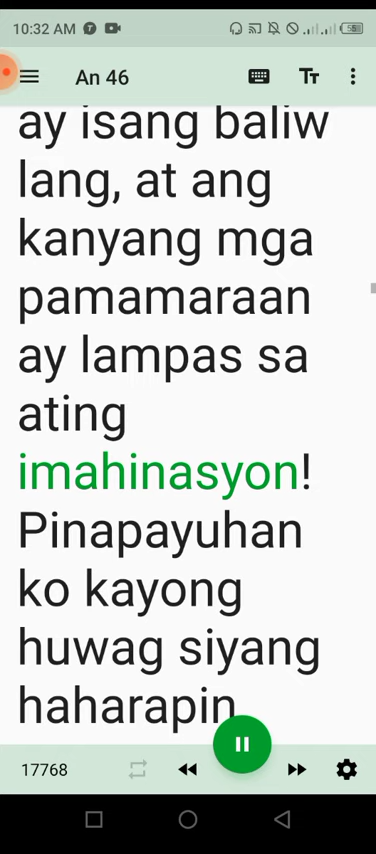 10:32 AM
An 46
ay isang baliw
lang, at ang
kanyang mga
pamamaraan
ay lampas sa
ating
imahinasyon!
Pinapayuhan
ko kayong
huwag siyang
haharapin
17768